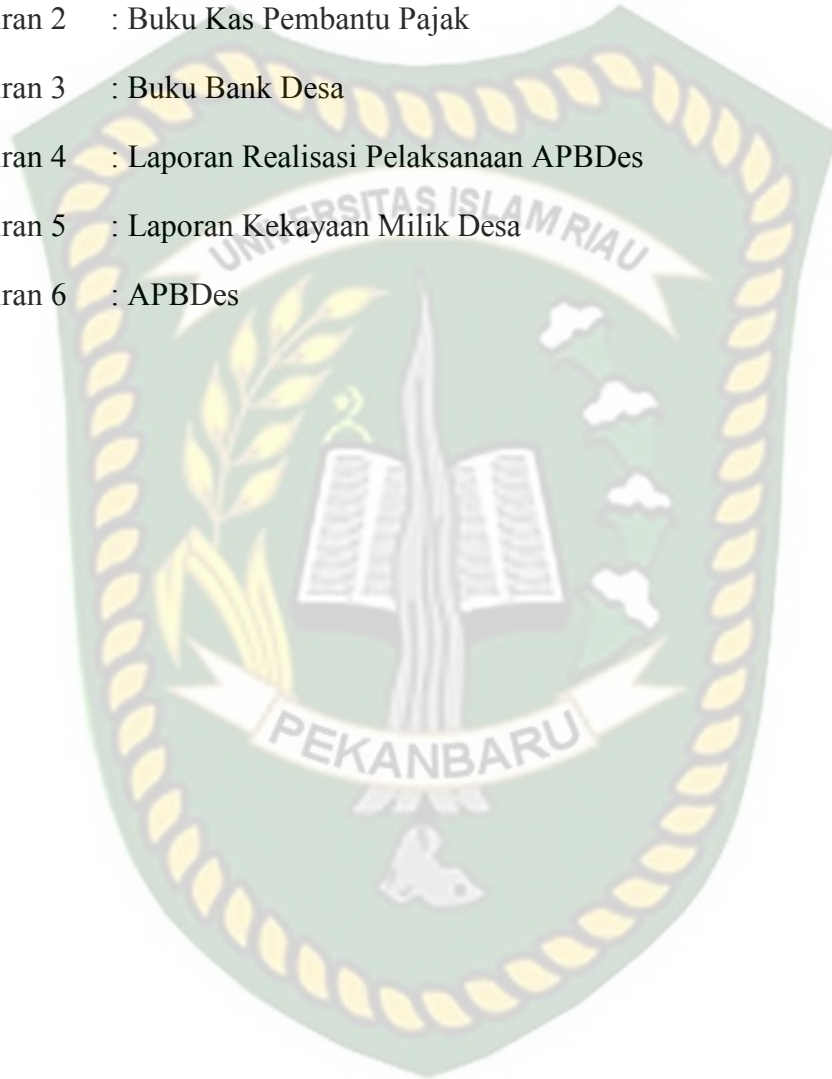 ran 2 : Buku Kas Pembantu Pajak
ran 3 : Buku Bank Desa
ran 4 : Laporan Realisasi Pelaksanaan APBDes
ran 5 : Laporan Kekayaan Milik Desa
ran 6 : APBDes
UNIVERSITAS ISLAM RIAU
PEKANBARU